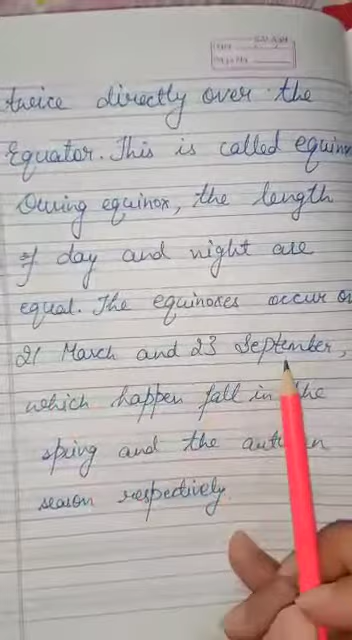 twice directly over the
Equator. This is called equinox
During equinox, the length
of day and night are
equal. The equinoxes occur on
21 March and 23 September,
which happen fall in the
spring and the autumn
season respectively